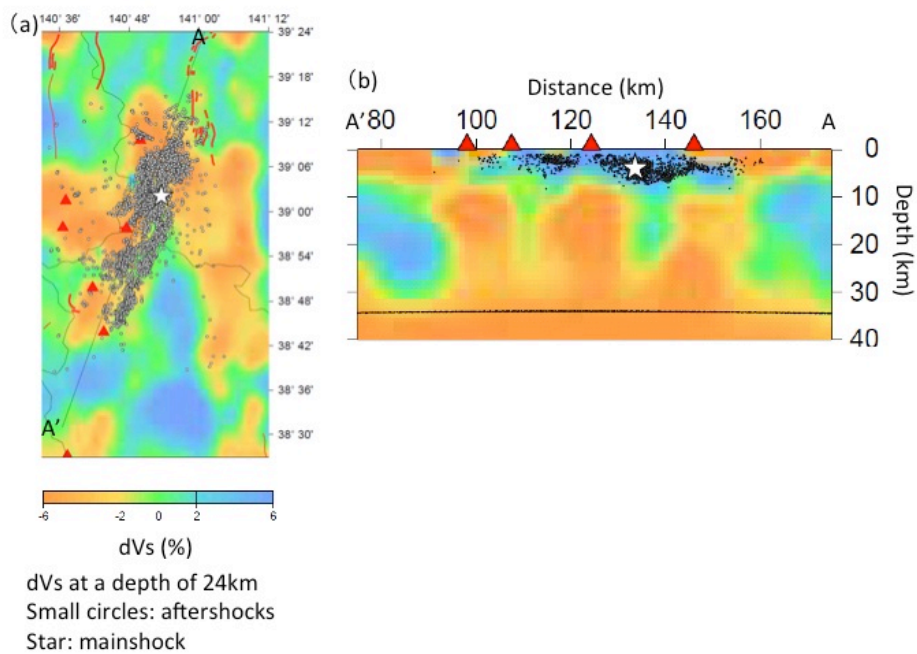 (a)
140° 36'
140° 48'
141° 00'
141° 12'
A
39° 24'
39° 18'
39° 12'
39° 06'
39° 00'
38° 54'
38° 48'
38° 42'
38° 36'
38° 30'
A'
-6
-2
0
2
6
dVs (%)
dVs at a depth of 24km
Small circles: aftershocks
Star: mainshock
(b)
Distance (km)
A' 80 100 120 140 160 A
0
10
20
30
40
Depth (km)